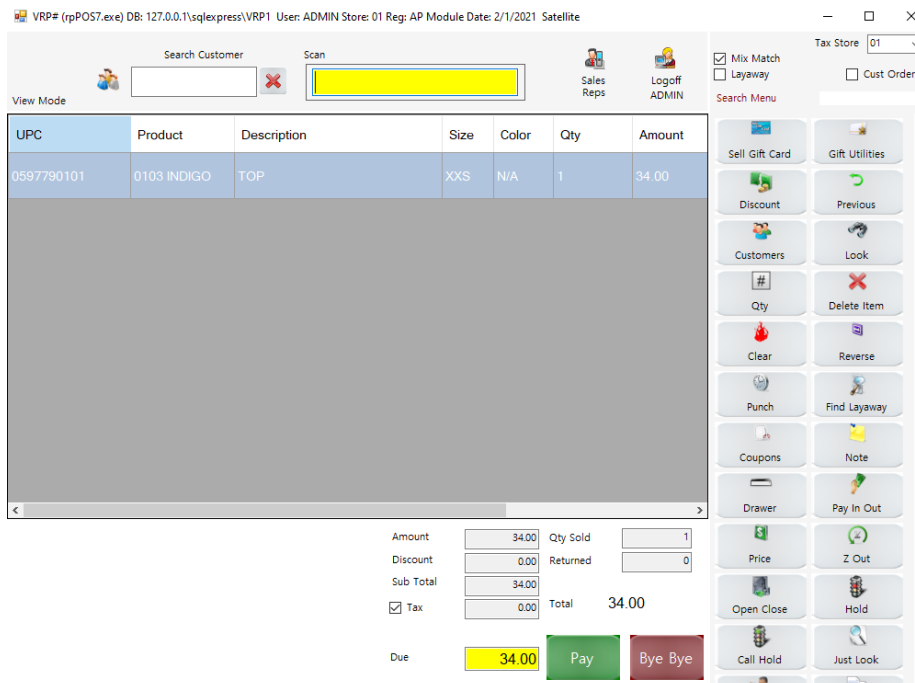 VRP# (rpPOS7.exe) DB: 127.0.0.1\sqlexpress\VRP1 User: ADMIN Store: 01 Reg: AP Module Date: 2/1/2021 Satellite
Search Customer
Scan
View Mode
Sales Reps
Logoff ADMIN
Tax Store 01
Mix Match
Layaway
Cust Order
Search Menu
UPC Product Description Size Color Qty Amount
0597790101 0103 INDIGO TOP XXS N/A 1 34.00
Sell Gift Card Gift Utilities
Discount Previous
Customers Look
#
Qty Delete Item
Clear Reverse
Punch Find Layaway
Coupons Note
Drawer Pay In Out
Price Z Out
Open Close Hold
Call Hold Just Look
Amount 34.00 Qty Sold 1
Discount 0.00 Returned 0
Sub Total 34.00
Tax 0.00 Total 34.00
Due 34.00 Pay Bye Bye